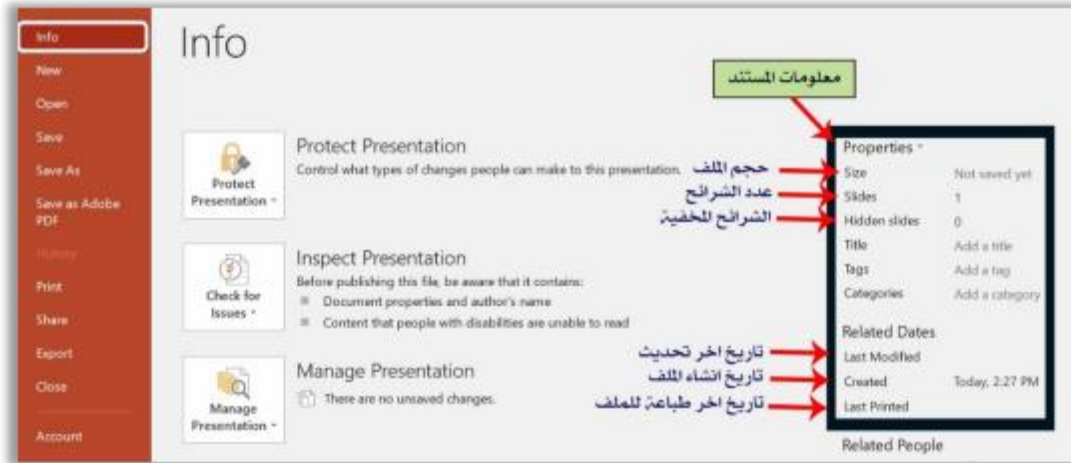 Info
New
Open
Save
Save As
Save as Adobe PDF
History
Print
Share
Export
Close
Account
Info
معلومات المستند
Protect Presentation
Protect Presentation
Control what types of changes people can make to this presentation.
Check for Issues
Inspect Presentation
Before publishing this file, be aware that it contains:
Document properties and author's name
Content that people with disabilities are unable to read
Manage Presentation
Manage Presentation
There are no unsaved changes.
حجم الملف
عدد الشرائح
الشرائح المخفية
تاريخ اخر تحديث
تاريخ انشاء الملف
تاريخ اخر طباعة للملف
Properties
Size Not saved yet
Slides 1
Hidden slides 0
Title Add a title
Tags Add a tag
Categories Add a category
Related Dates
Last Modified
Created Today, 2:27 PM
Last Printed
Related People